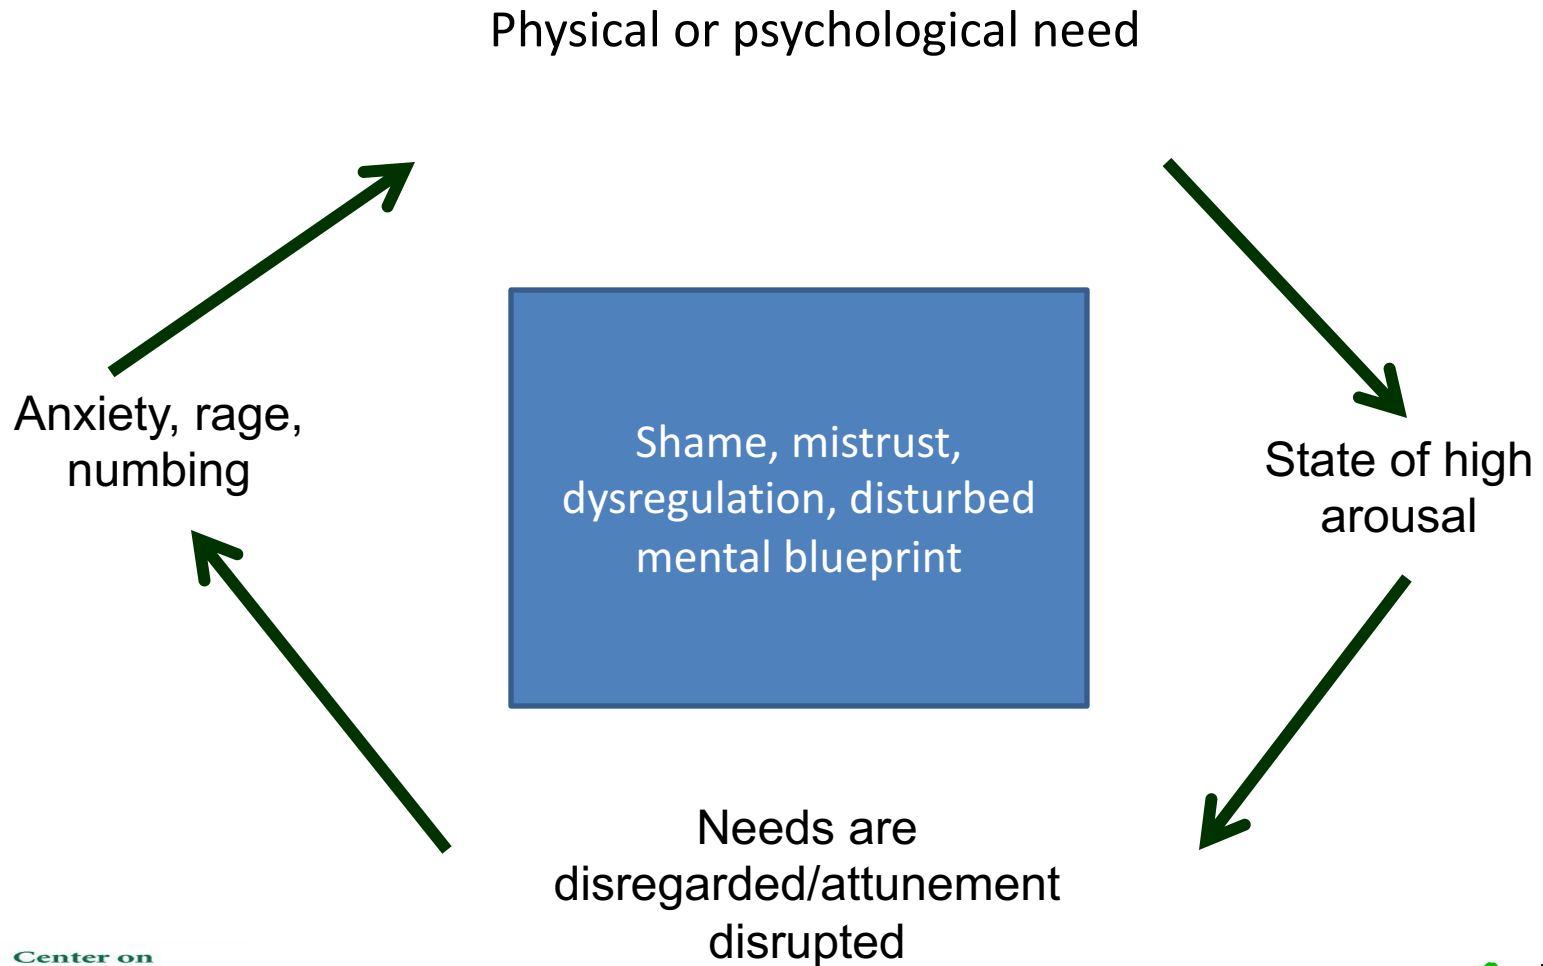 Physical or psychological need
Anxiety, rage,
numbing
Shame, mistrust,
dysregulation, disturbed
mental blueprint
State of high
arousal
Needs are
disregarded/attunement
disrupted
Center on